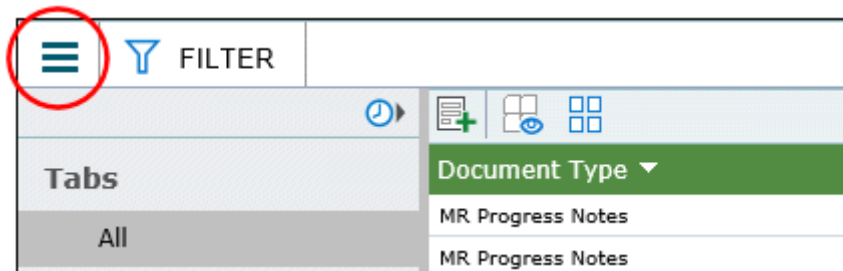 FILTER
Tabs
All
Document Type
MR Progress Notes
MR Progress Notes